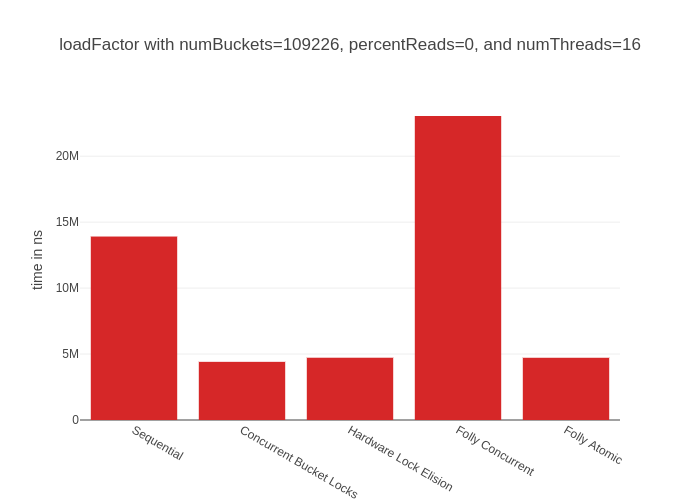 loadFactor with numBuckets=109226, percentReads=0, and numThreads=16
time in ns
20M
15M
10M
5M
0
Sequential
Concurrent Bucket Locks
Hardware Lock Elision
Folly Concurrent
Folly Atomic